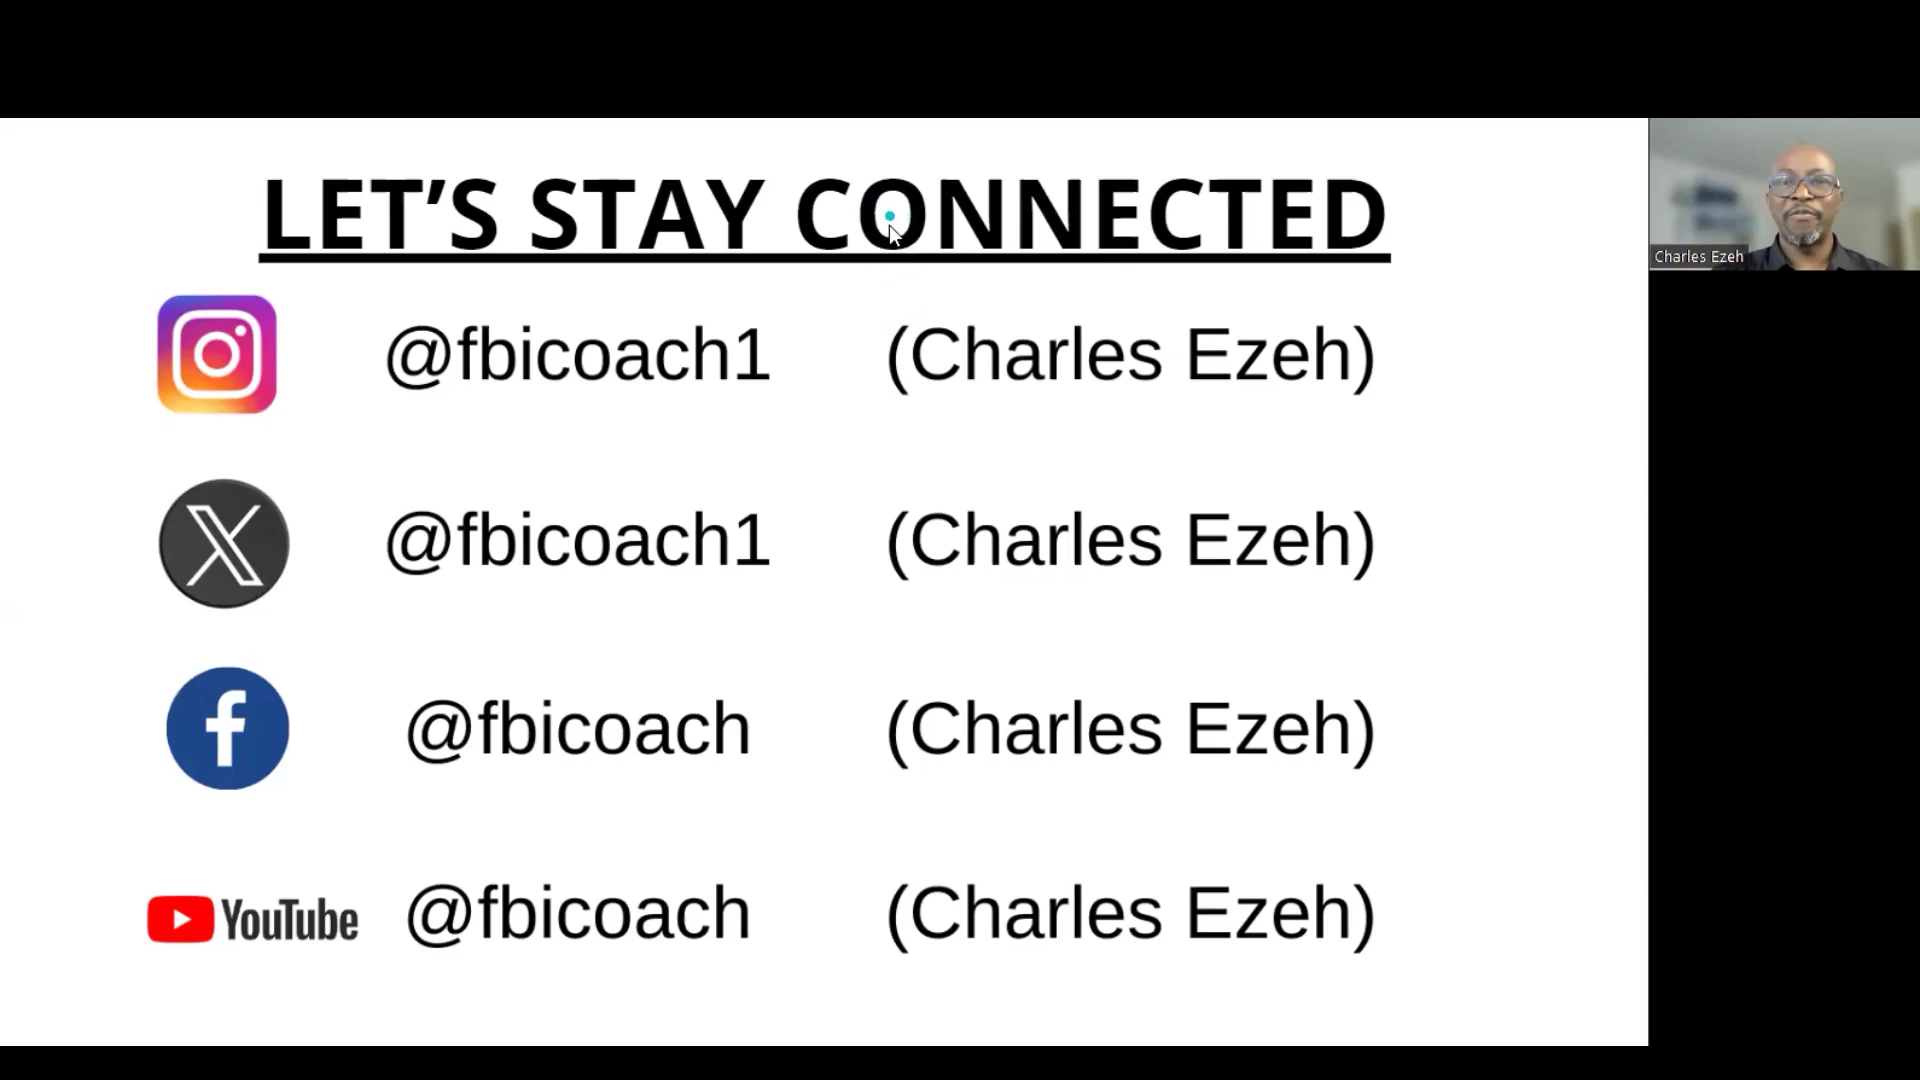 LET’S STAY CONNECTED
@fbicoach1 (Charles Ezeh)
@fbicoach1 (Charles Ezeh)
@fbicoach (Charles Ezeh)
YouTube @fbicoach (Charles Ezeh)
Charles Ezeh